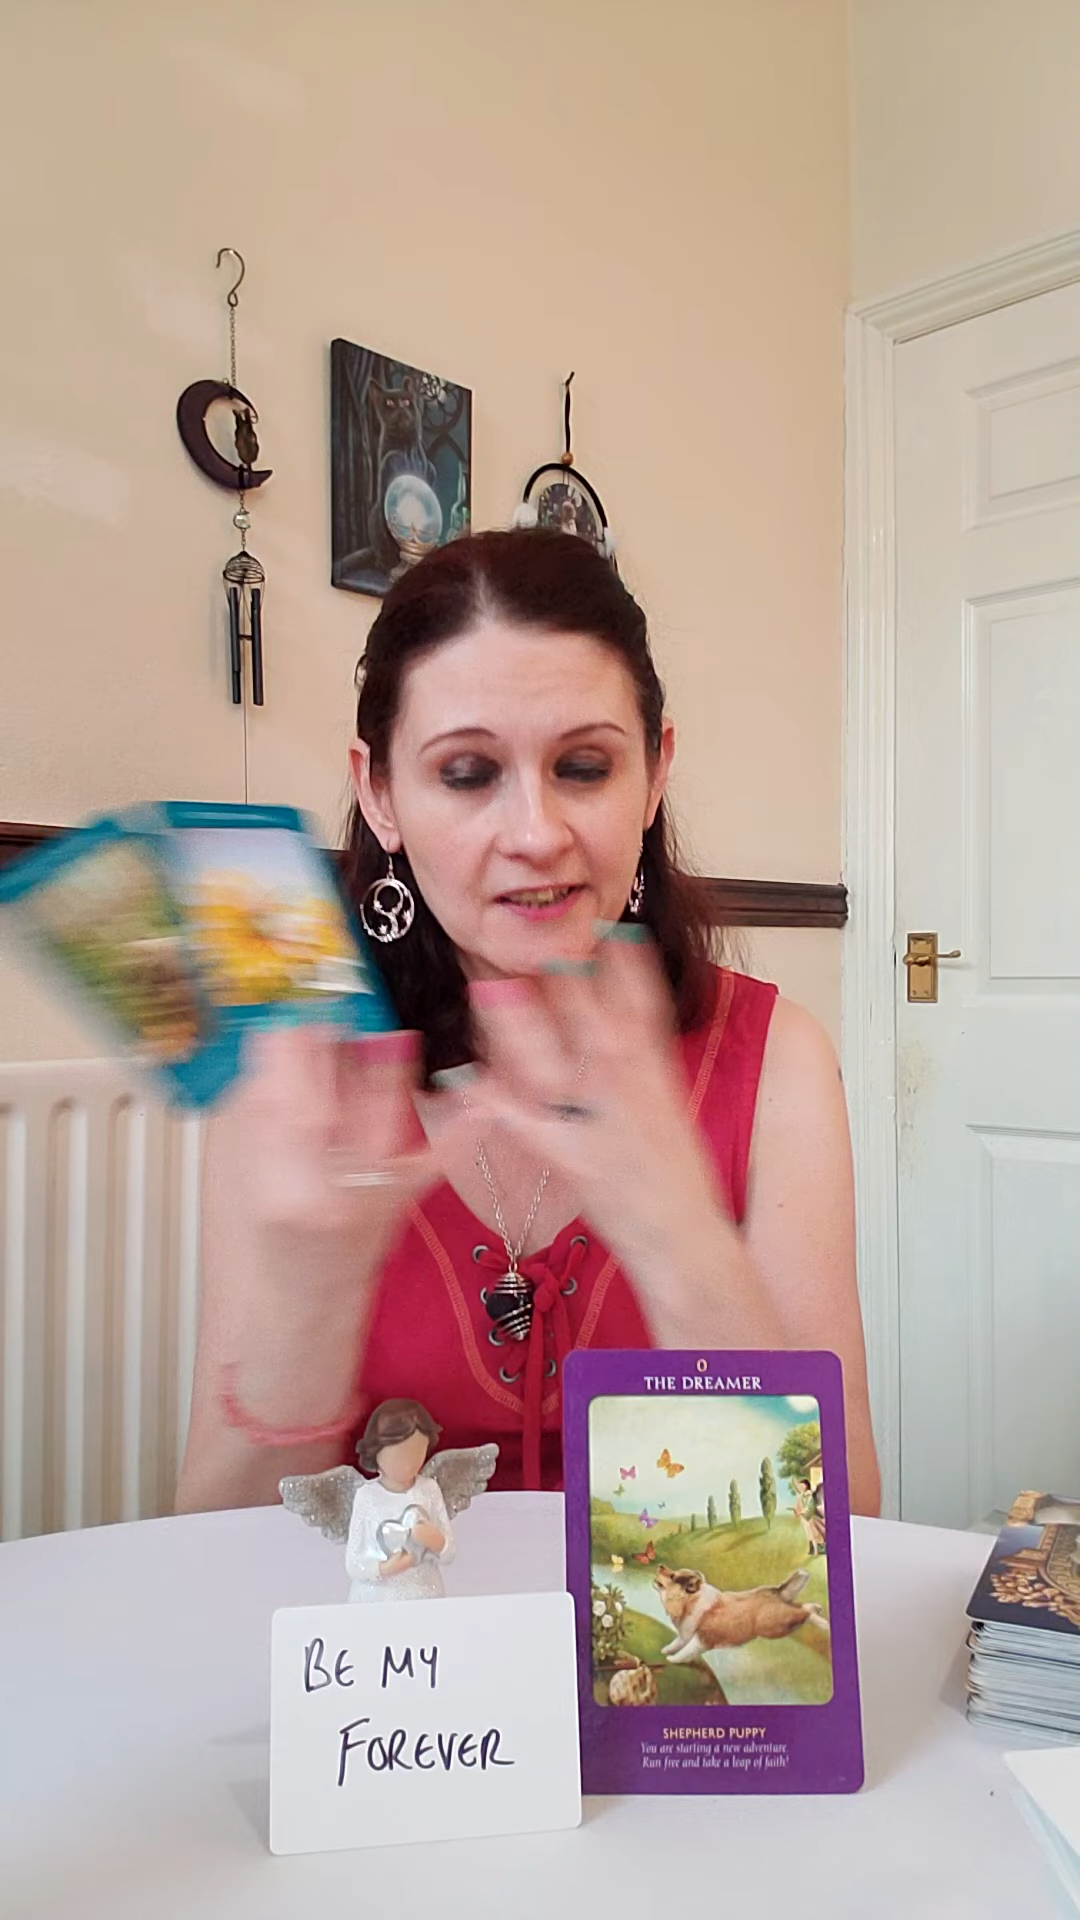 BE MY
FOREVER
0
THE DREAMER
SHEPHERD PUPPY
You are starting a new adventure.
Run free and take a leap of faith!